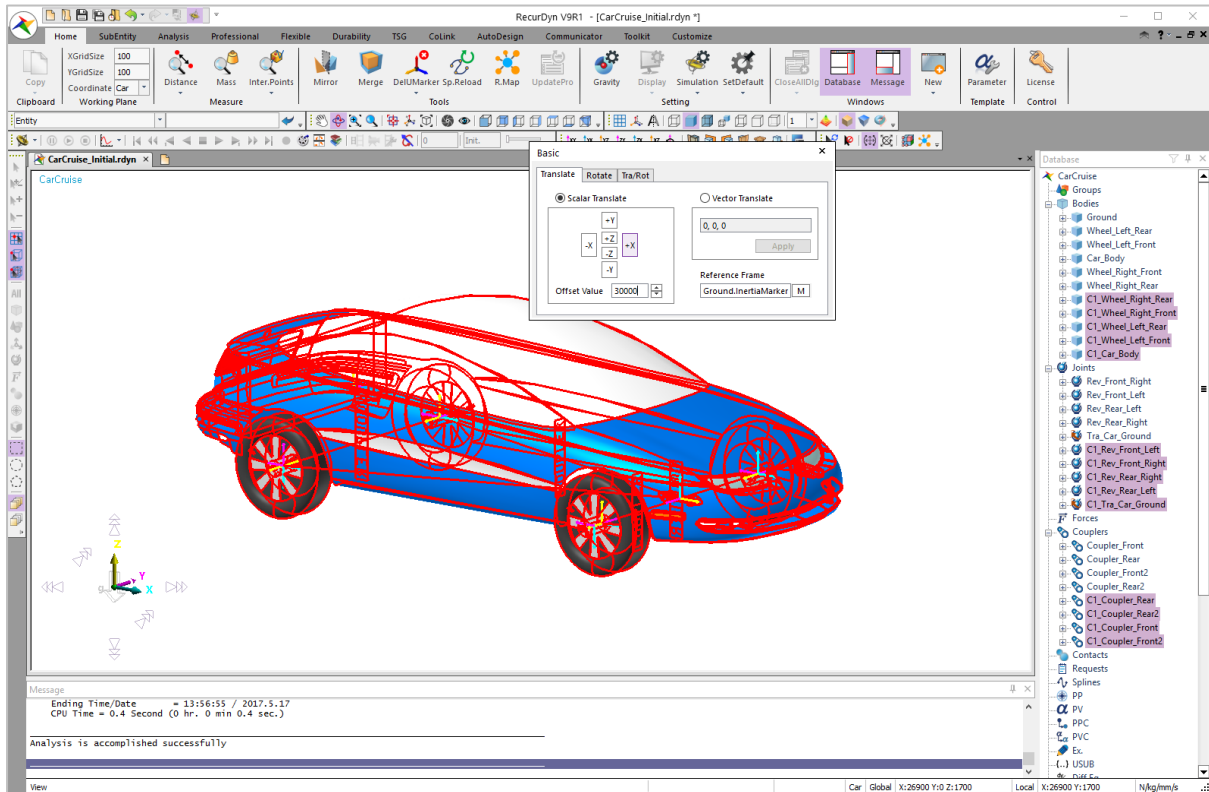 RecurDyn V9R1 - [CarCruise_Initial.rdyn *]
Home SubEntity Analysis Professional Flexible Durability TSG CoLink AutoDesign Communicator Toolkit Customize
XGridSize 100
YGridSize 100
Coordinate Car
Copy Distance Mass Inter.Points Mirror Merge DelUMarker Sp.Reload R.Map UpdatePro Gravity Display Simulation SetDefault CloseAllDlg Database Message New Parameter License
Clipboard Working Plane Measure Tools Setting Windows Template Control
Entity 1
0 Init.
CarCruise_Initial.rdyn
CarCruise
Basic
Translate Rotate Tra/Rot
Scalar Translate Vector Translate
+Y
-X +Z +X
-Z
-Y
Offset Value 30000
0, 0, 0
Apply
Reference Frame
Ground.InertiaMarker M
All
Z
Y
X
Database
CarCruise
Groups
Bodies
Ground
Wheel_Left_Rear
Wheel_Left_Front
Car_Body
Wheel_Right_Front
Wheel_Right_Rear
C1_Wheel_Right_Rear
C1_Wheel_Right_Front
C1_Wheel_Left_Rear
C1_Wheel_Left_Front
C1_Car_Body
Joints
Rev_Front_Right
Rev_Front_Left
Rev_Rear_Left
Rev_Rear_Right
Tra_Car_Ground
C1_Rev_Front_Left
C1_Rev_Front_Right
C1_Rev_Rear_Right
C1_Rev_Rear_Left
C1_Tra_Car_Ground
Forces
Couplers
Coupler_Front
Coupler_Rear
Coupler_Front2
Coupler_Rear2
C1_Coupler_Rear
C1_Coupler_Rear2
C1_Coupler_Front
C1_Coupler_Front2
Contacts
Requests
Splines
PP
PV
PPC
PVC
Ex.
USUB
Message
Ending Time/Date = 13:56:55 / 2017.5.17
CPU Time = 0.4 Second (0 hr. 0 min 0.4 sec.)
Analysis is accomplished successfully
View Car Global X:26900 Y:0 Z:1700 Local X:26900 Y:1700 N/kg/mm/s